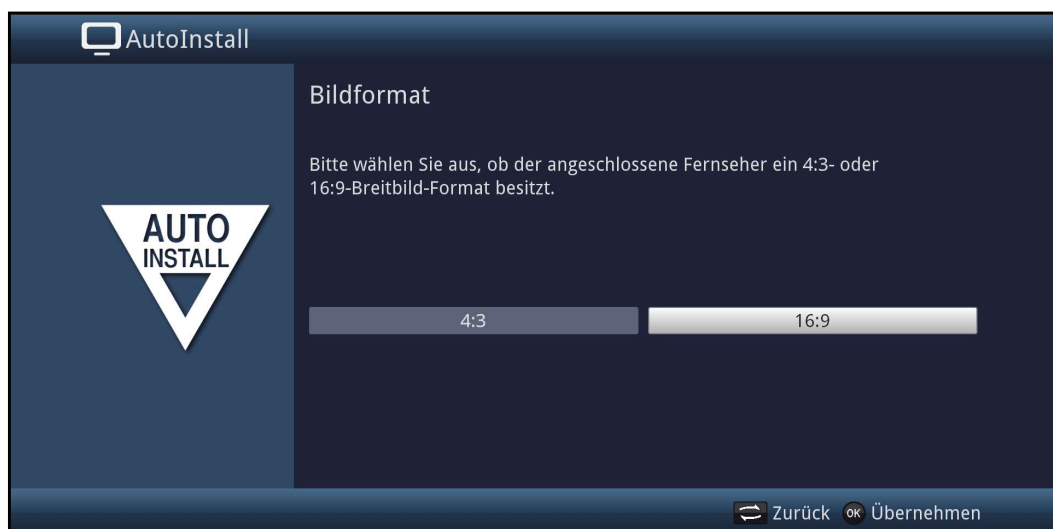 AutoInstall
Bildformat
Bitte wählen Sie aus, ob der angeschlossene Fernseher ein 4:3- oder
16:9-Breitbild-Format besitzt.
AUTO
INSTALL
4:3
16:9
Zurück OK Übernehmen